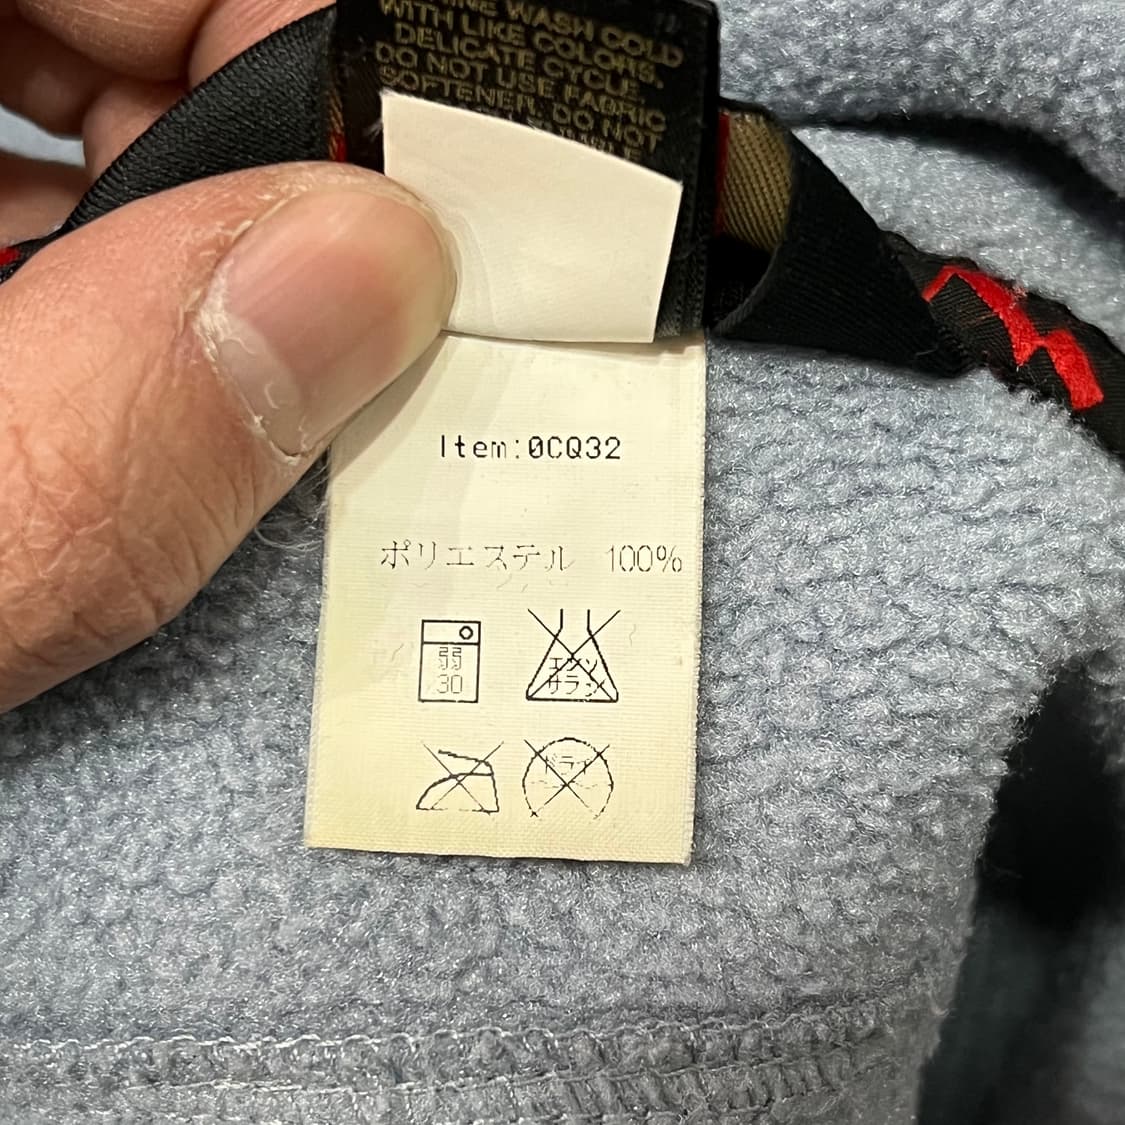 WASH COLD
WITH LIKE COLORS.
DELICATE CYCLE.
DO NOT USE FABRIC
SOFTENER. DO NOT
Item:0CQ32
ポリエステル 100%
弱
30
エンソ
サラシ
ドライ